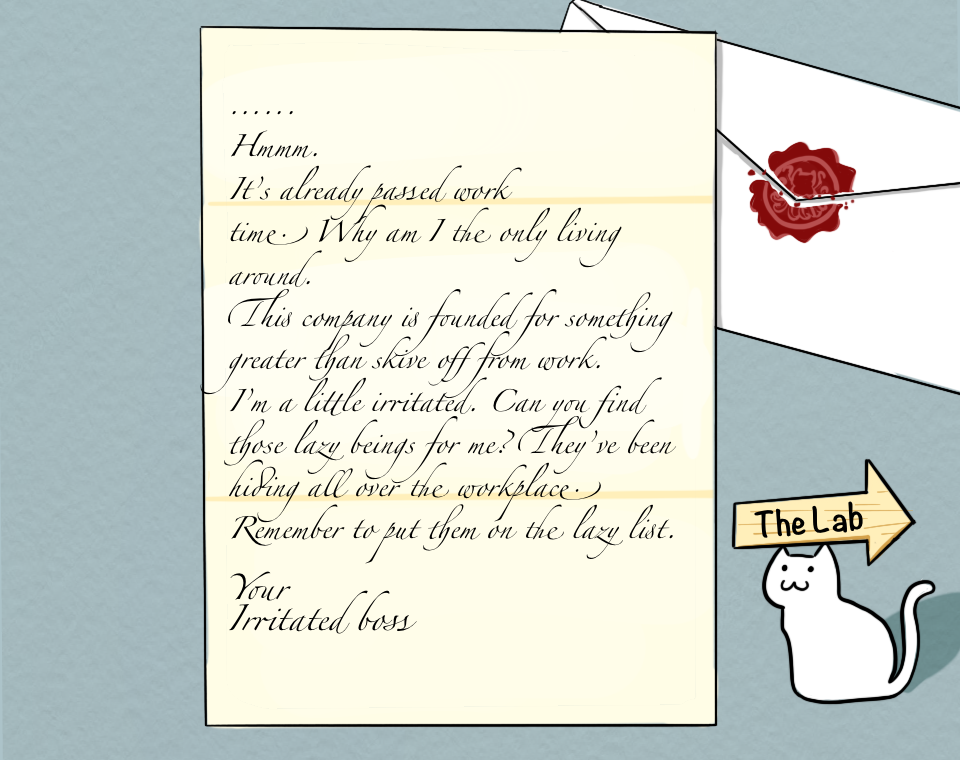 ......
Hmmm.
It's already passed work
time. Why am I the only living
around.
This company is founded for something
greater than skive off from work.
I'm a little irritated. Can you find
those lazy beings for me? They've been
hiding all over the workplace.
Remember to put them on the lazy list.
Your
Irritated boss
The Lab